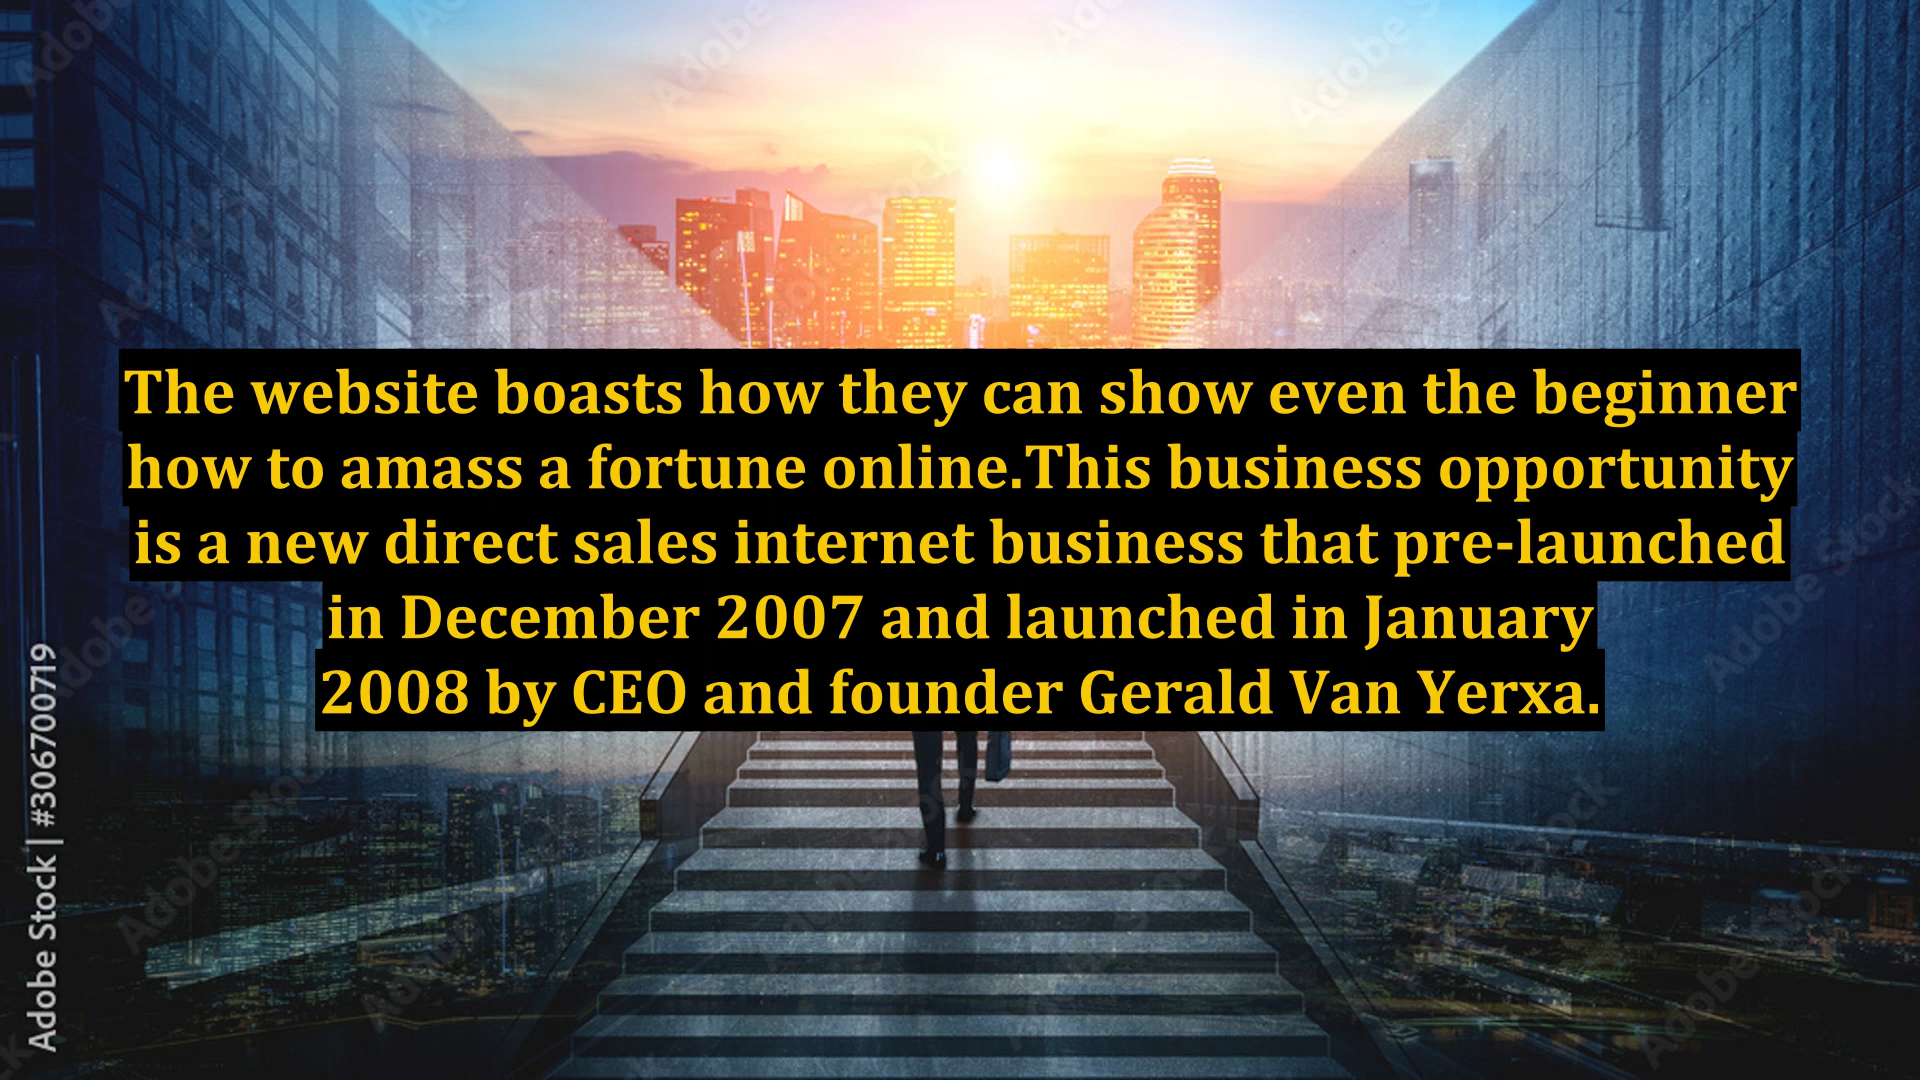 The website boasts how they can show even the beginner
how to amass a fortune online.This business opportunity
is a new direct sales internet business that pre-launched
in December 2007 and launched in January
2008 by CEO and founder Gerald Van Yerxa.
Adobe Stock | #306700719